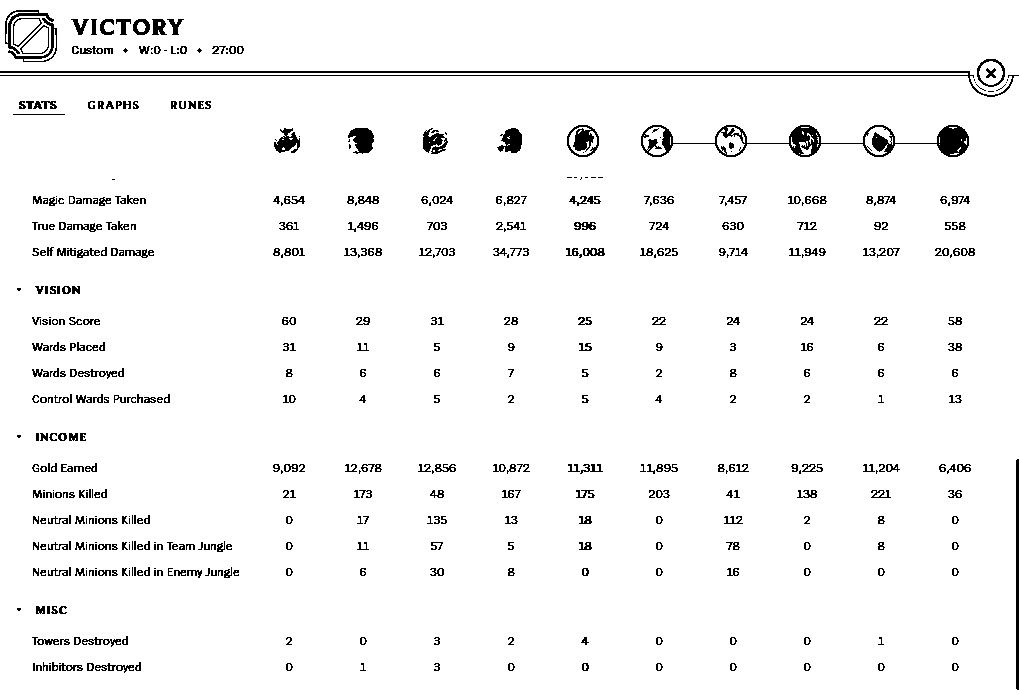 VICTORY
Custom • W:0 - L:0 • 27:00
STATS GRAPHS RUNES
Magic Damage Taken 4,654 8,848 6,024 6,827 4,245 7,636 7,457 10,668 8,874 6,974
True Damage Taken 361 1,496 703 2,541 996 724 630 712 92 558
Self Mitigated Damage 8,801 13,368 12,703 34,773 16,008 18,625 9,714 11,949 13,207 20,608
VISION
Vision Score 60 29 31 28 25 22 24 24 22 58
Wards Placed 31 11 5 9 15 9 3 16 6 38
Wards Destroyed 8 6 6 7 5 2 8 6 6 6
Control Wards Purchased 10 4 5 2 5 4 2 2 1 13
INCOME
Gold Earned 9,092 12,678 12,856 10,872 11,311 11,895 8,612 9,225 11,204 6,406
Minions Killed 21 173 48 167 175 203 41 138 221 36
Neutral Minions Killed 0 17 135 13 18 0 112 2 8 0
Neutral Minions Killed in Team Jungle 0 11 57 5 18 0 78 0 8 0
Neutral Minions Killed in Enemy Jungle 0 6 30 8 0 0 16 0 0 0
MISC
Towers Destroyed 2 0 3 2 4 0 0 0 1 0
Inhibitors Destroyed 0 1 3 0 0 0 0 0 0 0